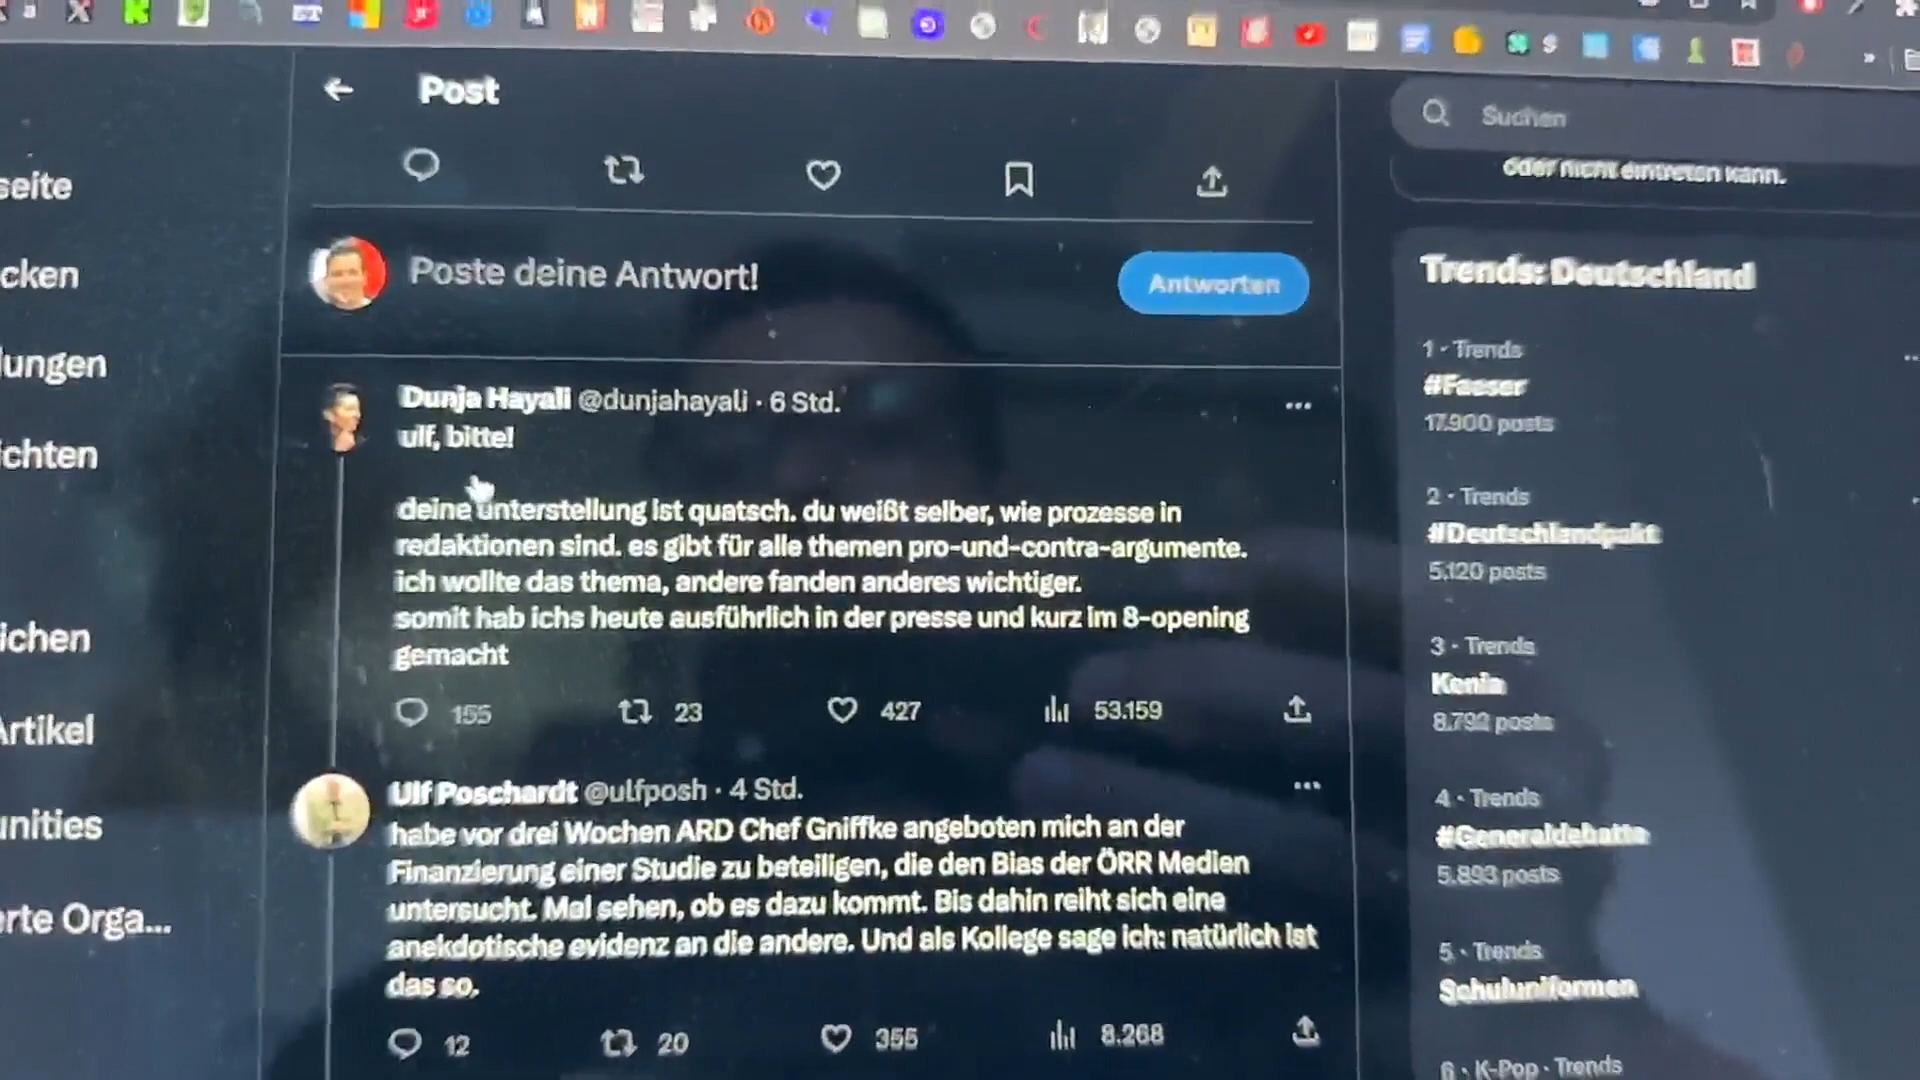 Post
Suchen
oder nicht eintreten kann.
seite
cken
lungen
ichten
ichen
Artikel
unities
erte Orga...
Poste deine Antwort!
Antworten
Dunja Hayali @dunjahayali · 6 Std.
ulf, bitte!
deine unterstellung ist quatsch. du weißt selber, wie prozesse in
redaktionen sind. es gibt für alle themen pro-und-contra-argumente.
ich wollte das thema, andere fanden anderes wichtiger.
somit hab ichs heute ausführlich in der presse und kurz im 8-opening
gemacht
155 23 427 53.159
Ulf Poschardt @ulfposh · 4 Std.
habe vor drei Wochen ARD Chef Gniffke angeboten mich an der
Finanzierung einer Studie zu beteiligen, die den Bias der ÖRR Medien
untersucht. Mal sehen, ob es dazu kommt. Bis dahin reiht sich eine
anekdotische evidenz an die andere. Und als Kollege sage ich: natürlich ist
das so.
12 20 355 8.268
Trends: Deutschland
1 · Trends
#Faeser
17.900 posts
2 · Trends
#Deutschlandpakt
5.120 posts
3 · Trends
Kenia
8.792 posts
4 · Trends
#Generaldebatte
5.893 posts
5 · Trends
Schuluniformen
6 · K-Pop · Trends